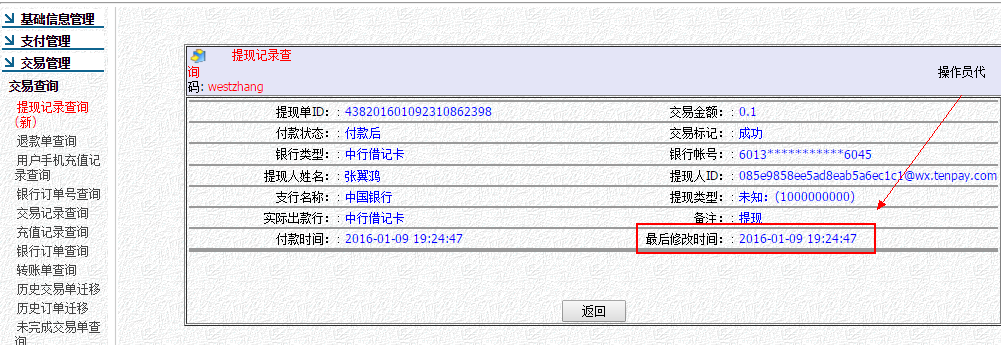 基础信息管理
支付管理
交易管理
交易查询
提现记录查询
（新）
退款单查询
用户手机充值记
录查询
银行订单号查询
交易记录查询
充值记录查询
银行订单查询
转账单查询
历史交易单迁移
历史订单迁移
未完成交易单查
询
提现记录查
询
操作员代
码: westzhang
提现单ID：: 438201601092310862398 交易金额：: 0.1
付款状态：: 付款后 交易标记：: 成功
银行类型：: 中行借记卡 银行帐号：: 6013***********6045
提现人姓名：: 张翼鸿 提现人ID：: 085e9858ee5ad8eab5a6ec1c1@wx.tenpay.com
支行名称：: 中国银行 提现类型：: 未知：(1000000000)
实际出款行：: 中行借记卡 备注：: 提现
付款时间：: 2016-01-09 19:24:47 最后修改时间：: 2016-01-09 19:24:47
返回